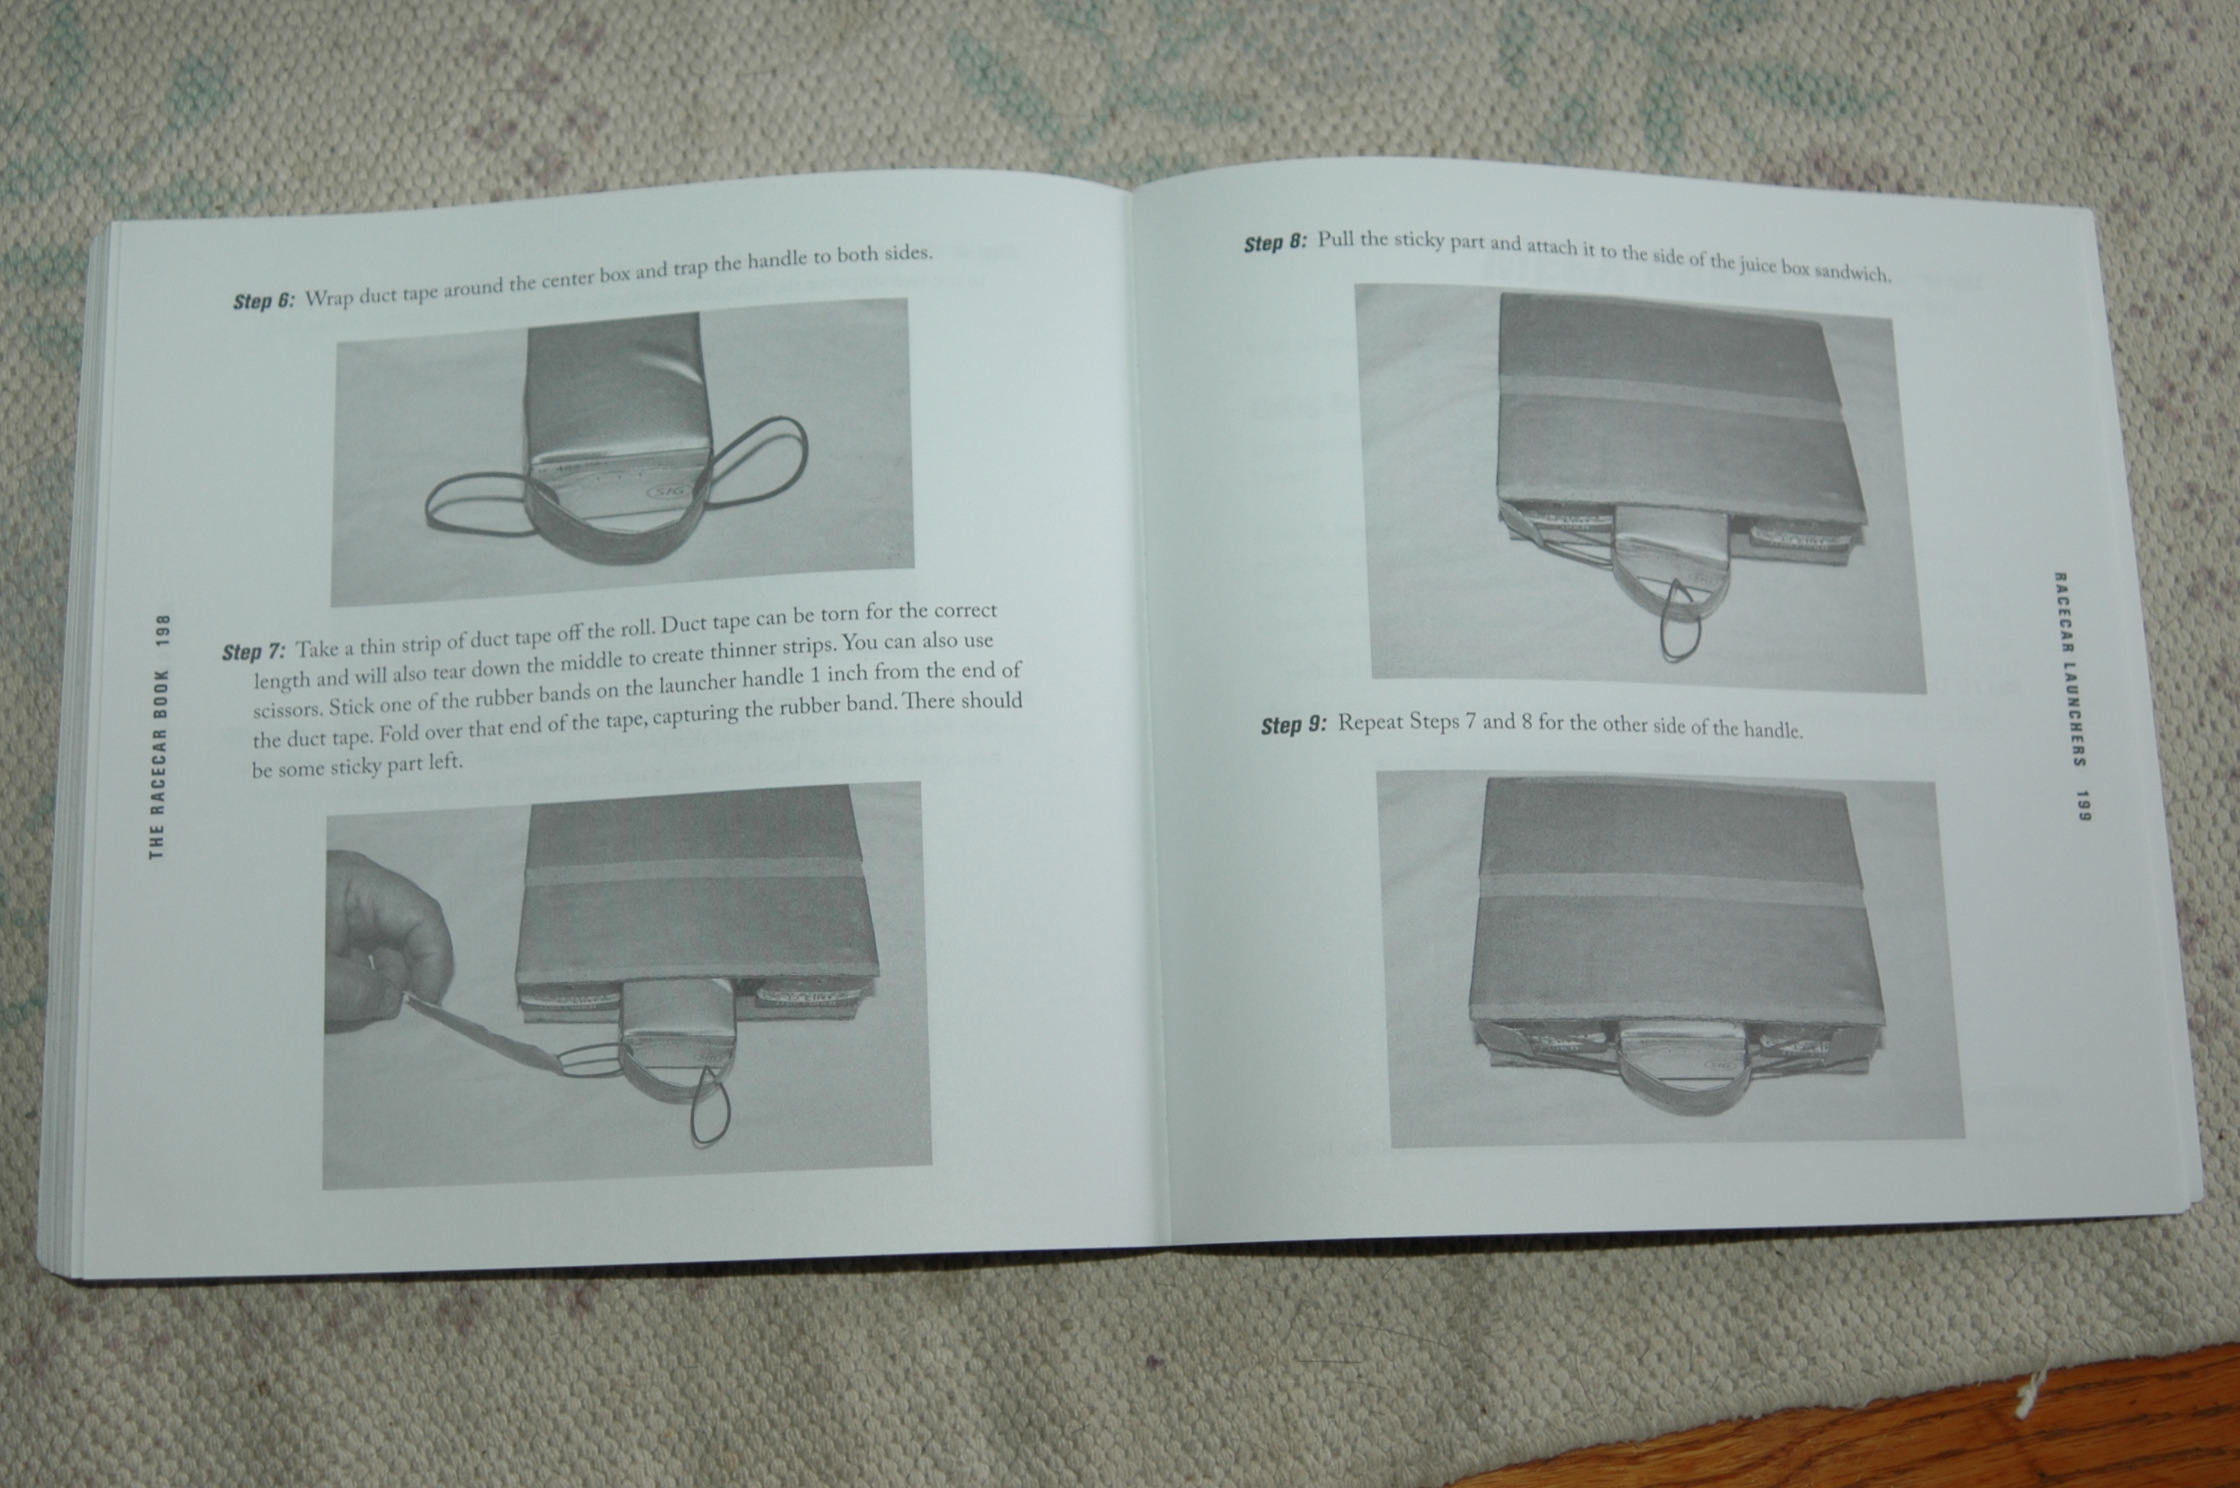 Step 6: Wrap duct tape around the center box and trap the handle to both sides.
Step 7: Take a thin strip of duct tape off the roll. Duct tape can be torn for the correct
length and will also tear down the middle to create thinner strips. You can also use
scissors. Stick one of the rubber bands on the launcher handle 1 inch from the end of
the duct tape. Fold over that end of the tape, capturing the rubber band. There should
be some sticky part left.
THE RACECAR BOOK 198
Step 8: Pull the sticky part and attach it to the side of the juice box sandwich.
Step 9: Repeat Steps 7 and 8 for the other side of the handle.
RACECAR LAUNCHERS 199